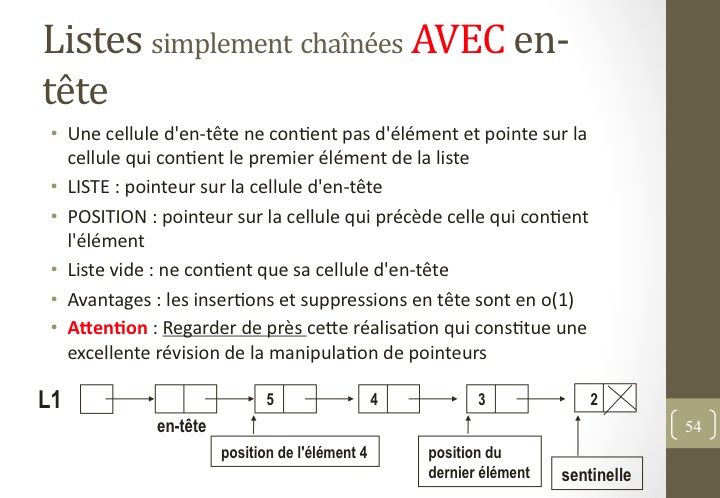 Listes simplement chaînées AVEC en-
tête
• Une cellule d'en-tête ne contient pas d'élément et pointe sur la
cellule qui contient le premier élément de la liste
• LISTE : pointeur sur la cellule d'en-tête
• POSITION : pointeur sur la cellule qui précède celle qui contient
l'élément
• Liste vide : ne contient que sa cellule d'en-tête
• Avantages : les insertions et suppressions en tête sont en o(1)
• Attention : Regarder de près cette réalisation qui constitue une
excellente révision de la manipulation de pointeurs
L1 5 4 3 2
en-tête
position de l'élément 4
position du
dernier élément
sentinelle
54